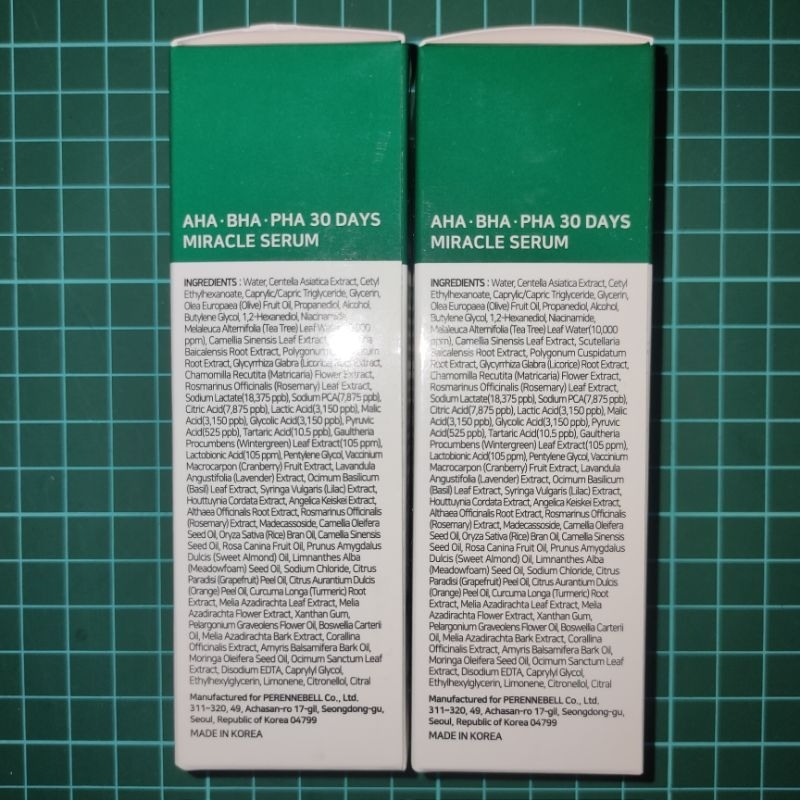 AHA·BHA·PHA 30 DAYS
MIRACLE SERUM
INGREDIENTS : Water, Centella Asiatica Extract, Cetyl
Ethylhexanoate, Caprylic/Capric Triglyceride, Glycerin,
Olea Europaea (Olive) Fruit Oil, Propanediol, Alcohol,
Butylene Glycol, 1,2-Hexanediol, Niacinamide,
Melaleuca Alternifolia (Tea Tree) Leaf Water(10,000
ppm), Camellia Sinensis Leaf Extract,
Baicalensis Root Extract, Polygonum
Root Extract, Glycyrrhiza Glabra (Licorice) Root Extract,
Chamomilla Recutita (Matricaria) Flower Extract,
Rosmarinus Officinalis (Rosemary) Leaf Extract,
Sodium Lactate(18,375 ppb), Sodium PCA(7,875 ppb),
Citric Acid(7,875 ppb), Lactic Acid(3,150 ppb), Malic
Acid(3,150 ppb), Glycolic Acid(3,150 ppb), Pyruvic
Acid(525 ppb), Tartaric Acid(10.5 ppb), Gaultheria
Procumbens (Wintergreen) Leaf Extract(105 ppm),
Lactobionic Acid(105 ppm), Pentylene Glycol, Vaccinium
Macrocarpon (Cranberry) Fruit Extract, Lavandula
Angustifolia (Lavender) Extract, Ocimum Basilicum
(Basil) Leaf Extract, Syringa Vulgaris (Lilac) Extract,
Houttuynia Cordata Extract, Angelica Keiskei Extract,
Althaea Officinalis Root Extract, Rosmarinus Officinalis
(Rosemary) Extract, Madecassoside, Camellia Oleifera
Seed Oil, Oryza Sativa (Rice) Bran Oil, Camellia Sinensis
Seed Oil, Rosa Canina Fruit Oil, Prunus Amygdalus
Dulcis (Sweet Almond) Oil, Limnanthes Alba
(Meadowfoam) Seed Oil, Sodium Chloride, Citrus
Paradisi (Grapefruit) Peel Oil, Citrus Aurantium Dulcis
(Orange) Peel Oil, Curcuma Longa (Turmeric) Root
Extract, Melia Azadirachta Leaf Extract, Melia
Azadirachta Flower Extract, Xanthan Gum,
Pelargonium Graveolens Flower Oil, Boswellia Carterii
Oil, Melia Azadirachta Bark Extract, Corallina
Officinalis Extract, Amyris Balsamifera Bark Oil,
Moringa Oleifera Seed Oil, Ocimum Sanctum Leaf
Extract, Disodium EDTA, Caprylyl Glycol,
Ethylhexylglycerin, Limonene, Citronellol, Citral
Manufactured for PERENNEBELL Co., Ltd.
311-320, 49, Achasan-ro 17-gil, Seongdong-gu,
Seoul, Republic of Korea 04799
MADE IN KOREA
AHA·BHA·PHA 30 DAYS
MIRACLE SERUM
INGREDIENTS : Water, Centella Asiatica Extract, Cetyl
Ethylhexanoate, Caprylic/Capric Triglyceride, Glycerin,
Olea Europaea (Olive) Fruit Oil, Propanediol, Alcohol,
Butylene Glycol, 1,2-Hexanediol, Niacinamide,
Melaleuca Alternifolia (Tea Tree) Leaf Water(10,000
ppm), Camellia Sinensis Leaf Extract, Scutellaria
Baicalensis Root Extract, Polygonum Cuspidatum
Root Extract, Glycyrrhiza Glabra (Licorice) Root Extract,
Chamomilla Recutita (Matricaria) Flower Extract,
Rosmarinus Officinalis (Rosemary) Leaf Extract,
Sodium Lactate(18,375 ppb), Sodium PCA(7,875 ppb),
Citric Acid(7,875 ppb), Lactic Acid(3,150 ppb), Malic
Acid(3,150 ppb), Glycolic Acid(3,150 ppb), Pyruvic
Acid(525 ppb), Tartaric Acid(10.5 ppb), Gaultheria
Procumbens (Wintergreen) Leaf Extract(105 ppm),
Lactobionic Acid(105 ppm), Pentylene Glycol, Vaccinium
Macrocarpon (Cranberry) Fruit Extract, Lavandula
Angustifolia (Lavender) Extract, Ocimum Basilicum
(Basil) Leaf Extract, Syringa Vulgaris (Lilac) Extract,
Houttuynia Cordata Extract, Angelica Keiskei Extract,
Althaea Officinalis Root Extract, Rosmarinus Officinalis
(Rosemary) Extract, Madecassoside, Camellia Oleifera
Seed Oil, Oryza Sativa (Rice) Bran Oil, Camellia Sinensis
Seed Oil, Rosa Canina Fruit Oil, Prunus Amygdalus
Dulcis (Sweet Almond) Oil, Limnanthes Alba
(Meadowfoam) Seed Oil, Sodium Chloride, Citrus
Paradisi (Grapefruit) Peel Oil, Citrus Aurantium Dulcis
(Orange) Peel Oil, Curcuma Longa (Turmeric) Root
Extract, Melia Azadirachta Leaf Extract, Melia
Azadirachta Flower Extract, Xanthan Gum,
Pelargonium Graveolens Flower Oil, Boswellia Carterii
Oil, Melia Azadirachta Bark Extract, Corallina
Officinalis Extract, Amyris Balsamifera Bark Oil,
Moringa Oleifera Seed Oil, Ocimum Sanctum Leaf
Extract, Disodium EDTA, Caprylyl Glycol,
Ethylhexylglycerin, Limonene, Citronellol, Citral
Manufactured for PERENNEBELL Co., Ltd.
311-320, 49, Achasan-ro 17-gil, Seongdong-gu,
Seoul, Republic of Korea 04799
MADE IN KOREA